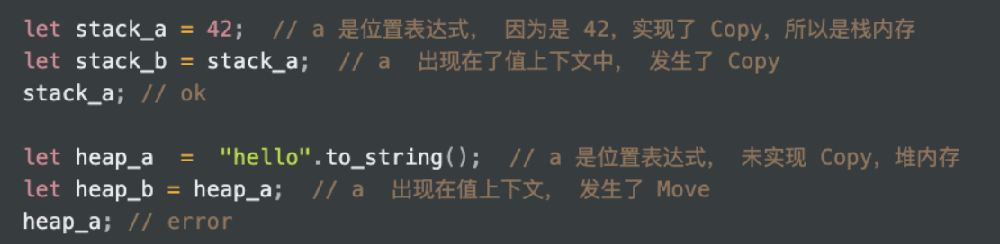 let stack_a = 42;  // a 是位置表达式， 因为是 42，实现了 Copy，所以是栈内存
let stack_b = stack_a;  // a  出现在了值上下文中， 发生了 Copy
stack_a; // ok
let heap_a  =  "hello".to_string();  // a 是位置表达式， 未实现 Copy，堆内存
let heap_b = heap_a;  // a  出现在值上下文， 发生了 Move
heap_a; // error